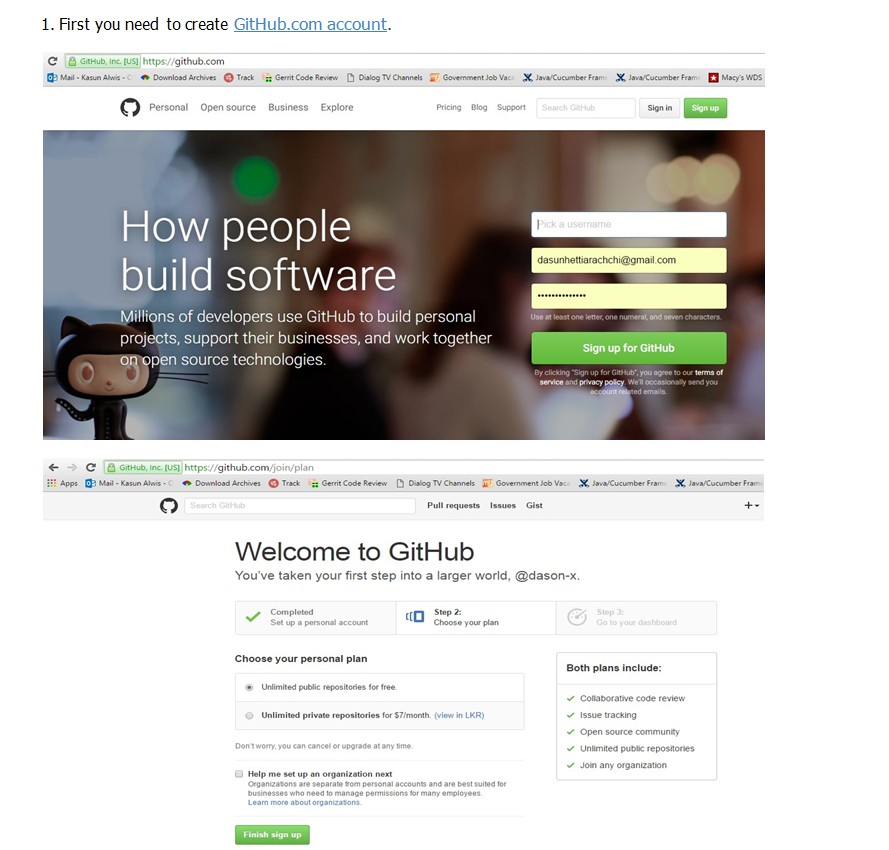 1. First you need to create GitHub.com account.
GitHub, Inc. [US] https://github.com
Mail - Kasun Alwis - C Download Archives Track Gerrit Code Review Dialog TV Channels Government Job Vaca Java/Cucumber Fram Java/Cucumber Fram Macy's WDS
Personal Open source Business Explore Pricing Blog Support Search GitHub Sign in Sign up
How people
build software
Millions of developers use GitHub to build personal
projects, support their businesses, and work together
on open source technologies.
Pick a username
dasunhettiarachchi@gmail.com
••••••••••••••
Use at least one letter, one numeral, and seven characters.
Sign up for GitHub
By clicking "Sign up for GitHub", you agree to our terms of
service and privacy policy. We'll occasionally send you
account related emails.
GitHub, Inc. [US] https://github.com/join/plan
Apps Mail - Kasun Alwis - C Download Archives Track Gerrit Code Review Dialog TV Channels Government Job Vaca Java/Cucumber Fram Java/Cucumber Fram
Search GitHub Pull requests Issues Gist
Welcome to GitHub
You've taken your first step into a larger world, @dason-x.
Completed
Set up a personal account
Step 2:
Choose your plan
Step 3:
Go to your dashboard
Choose your personal plan
Unlimited public repositories for free.
Unlimited private repositories for $7/month. (view in LKR)
Don't worry, you can cancel or upgrade at any time.
Help me set up an organization next
Organizations are separate from personal accounts and are best suited for
businesses who need to manage permissions for many employees.
Learn more about organizations.
Finish sign up
Both plans include:
Collaborative code review
Issue tracking
Open source community
Unlimited public repositories
Join any organization